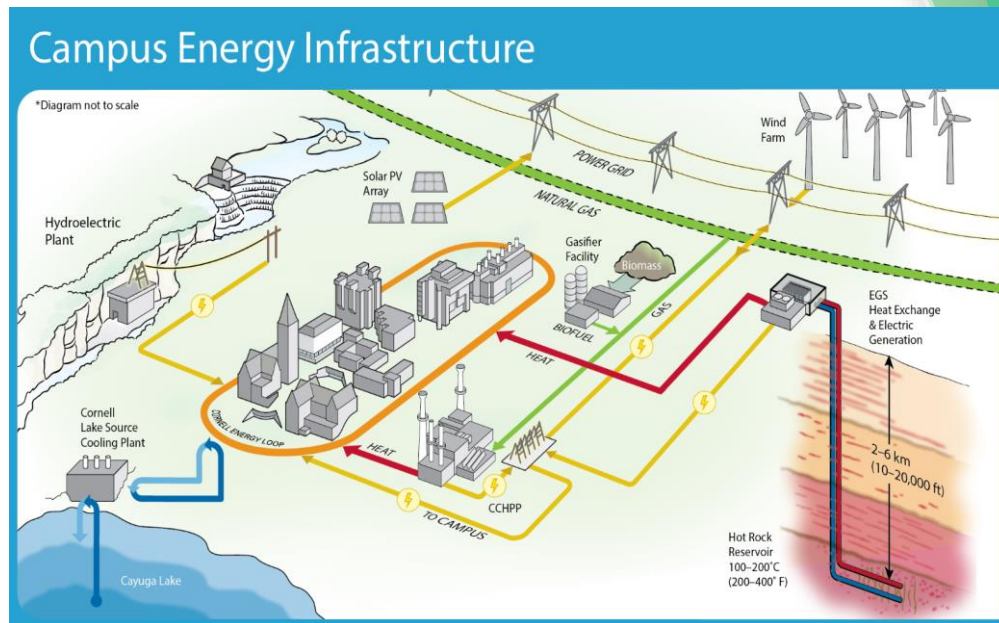 Campus Energy Infrastructure
*Diagram not to scale
Wind
Farm
Solar PV
Array
POWER GRID
NATURAL GAS
Hydroelectric
Plant
Gasifier
Facility
Biomass
BIOFUEL
GAS
HEAT
EGS
Heat Exchange
& Electric
Generation
Cornell
Lake Source
Cooling Plant
CORNELL ENERGY LOOP
HEAT
CCHPP
TO CAMPUS
2–6 km
(10–20,000 ft)
Hot Rock
Reservoir
100–200˚C
(200–400˚ F)
Cayuga Lake